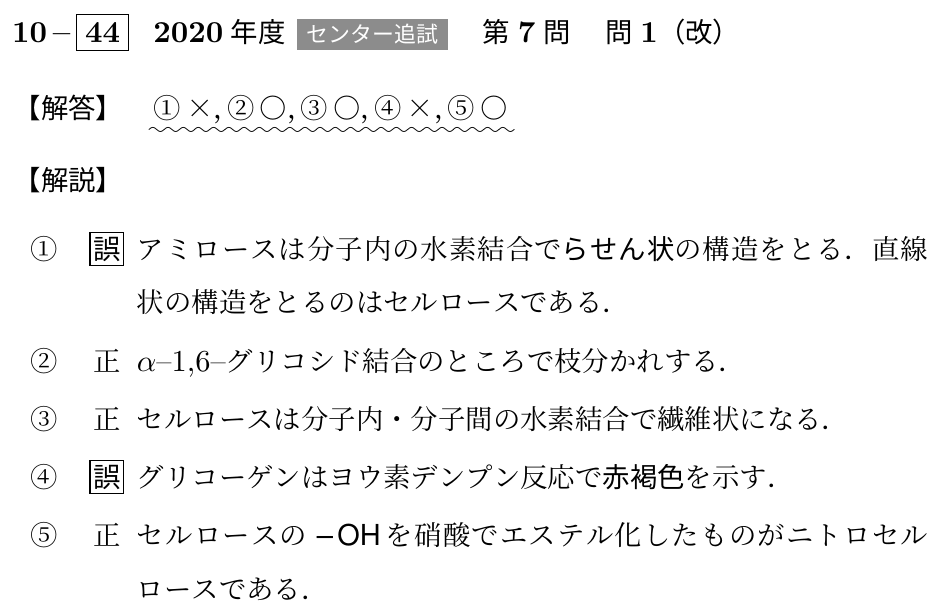 10–44 2020 年度 センター追試 第 7 問 問 1（改）
【解答】 ① ×, ② ○, ③ ○, ④ ×, ⑤ ○
【解説】
① 誤 アミロースは分子内の水素結合でらせん状の構造をとる．直線
状の構造をとるのはセルロースである．
② 正 α–1,6–グリコシド結合のところで枝分かれする．
③ 正 セルロースは分子内・分子間の水素結合で繊維状になる．
④ 誤 グリコーゲンはヨウ素デンプン反応で赤褐色を示す．
⑤ 正 セルロースの −OH を硝酸でエステル化したものがニトロセル
ロースである．